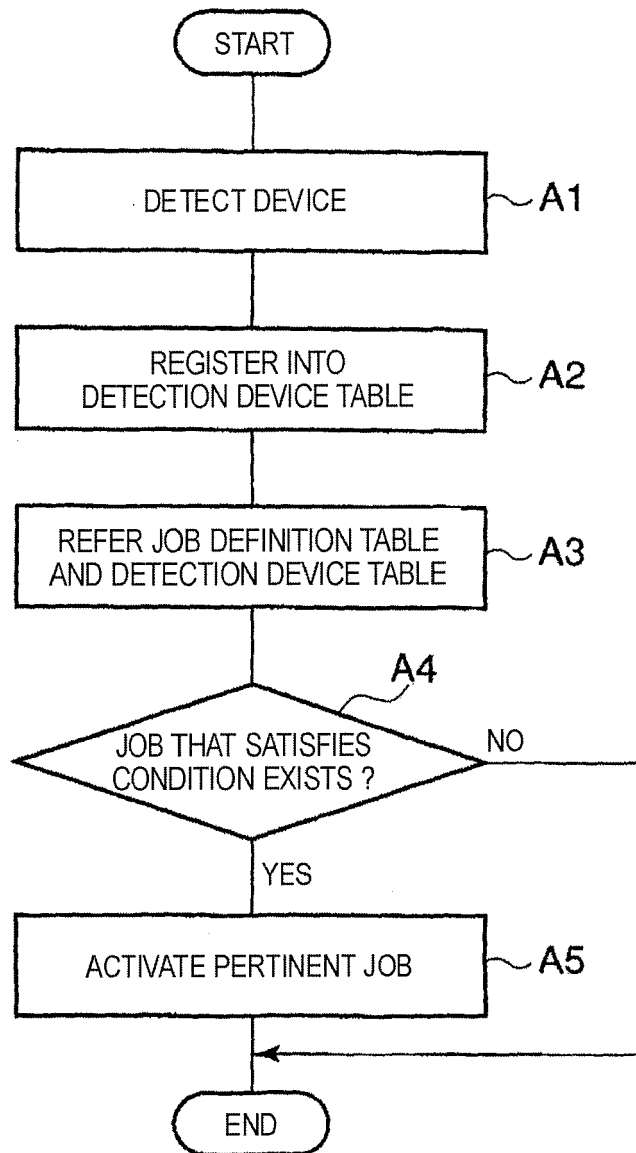 START
DETECT DEVICE
A1
REGISTER INTO
DETECTION DEVICE TABLE
A2
REFER JOB DEFINITION TABLE
AND DETECTION DEVICE TABLE
A3
A4
JOB THAT SATISFIES
CONDITION EXISTS ?
NO
YES
ACTIVATE PERTINENT JOB
A5
END